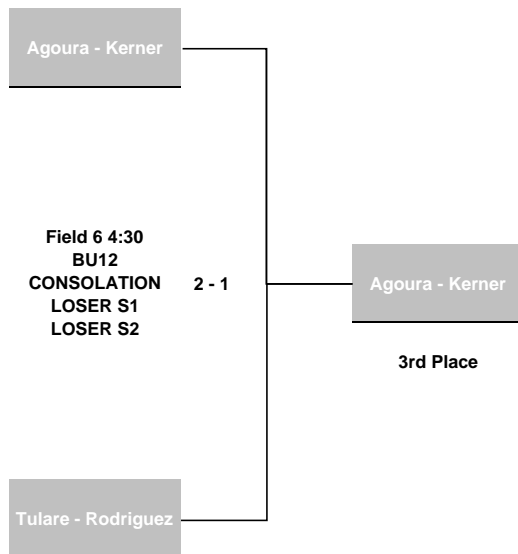 Agoura - Kerner
Field 6 4:30
BU12
CONSOLATION
LOSER S1
LOSER S2
2 - 1
Agoura - Kerner
3rd Place
Tulare - Rodriguez